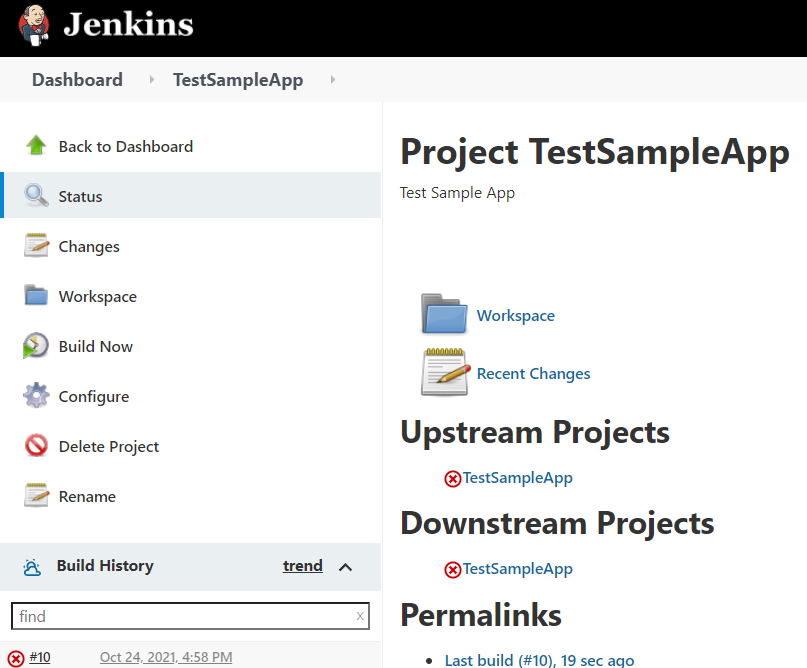 Jenkins
Dashboard TestSampleApp
Back to Dashboard
Status
Changes
Workspace
Build Now
Configure
Delete Project
Rename
Build History trend
find x
#10 Oct 24, 2021, 4:58 PM
Project TestSampleApp
Test Sample App
Workspace
Recent Changes
Upstream Projects
TestSampleApp
Downstream Projects
TestSampleApp
Permalinks
Last build (#10), 19 sec ago